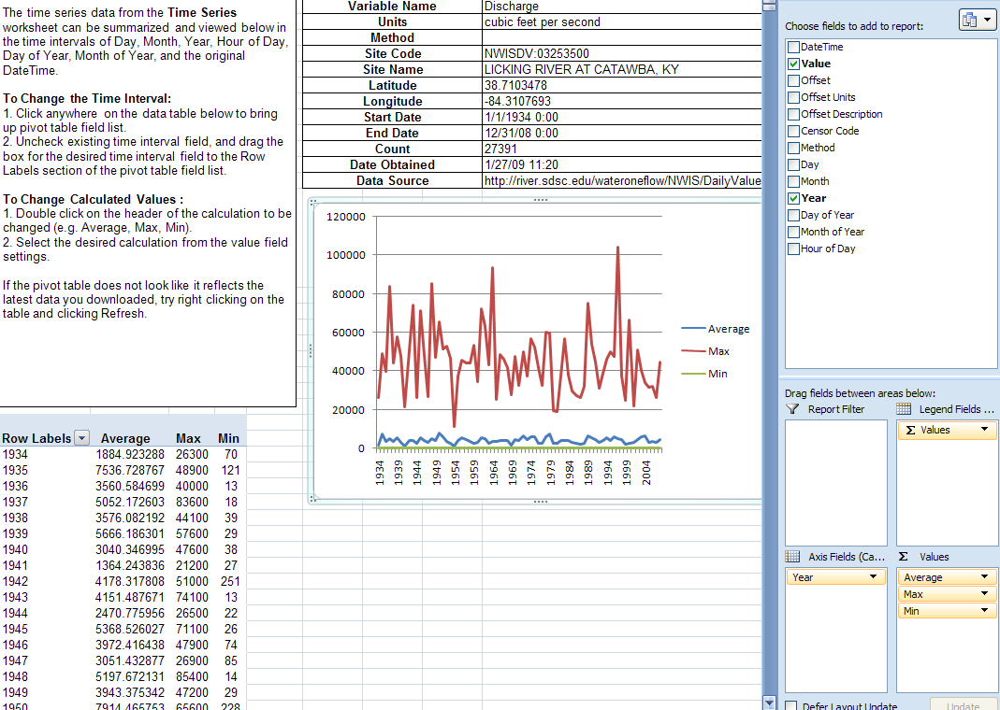 The time series data from the Time Series
worksheet can be summarized and viewed below in
the time intervals of Day, Month, Year, Hour of Day,
Day of Year, Month of Year, and the original
DateTime.
To Change the Time Interval:
1. Click anywhere on the data table below to bring
up pivot table field list.
2. Uncheck existing time interval field, and drag the
box for the desired time interval field to the Row
Labels section of the pivot table field list.
To Change Calculated Values :
1. Double click on the header of the calculation to be
changed (e.g. Average, Max, Min).
2. Select the desired calculation from the value field
settings.
If the pivot table does not look like it reflects the
latest data you downloaded, try right clicking on the
table and clicking Refresh.
Variable Name Discharge
Units cubic feet per second
Method
Site Code NWISDV:03253500
Site Name LICKING RIVER AT CATAWBA, KY
Latitude 38.7103478
Longitude -84.3107693
Start Date 1/1/1934 0:00
End Date 12/31/08 0:00
Count 27391
Date Obtained 1/27/09 11:20
Data Source http://river.sdsc.edu/wateroneflow/NWIS/DailyValue
120000
100000
80000
60000
40000
20000
0
1934 1939 1944 1949 1954 1959 1964 1969 1974 1979 1984 1989 1994 1999 2004
Average
Max
Min
Row Labels Average Max Min
1934 1884.923288 26300 70
1935 7536.728767 48900 121
1936 3560.584699 40000 13
1937 5052.172603 83600 18
1938 3576.082192 44100 39
1939 5666.186301 57600 29
1940 3040.346995 47600 38
1941 1364.243836 21200 27
1942 4178.317808 51000 251
1943 4151.487671 74100 13
1944 2470.775956 26500 22
1945 5368.526027 71100 26
1946 3972.416438 47900 74
1947 3051.432877 26900 85
1948 5197.672131 85400 14
1949 3943.375342 47200 29
1950 7914.465753 65600 228
Choose fields to add to report:
DateTime
Value
Offset
Offset Units
Offset Description
Censor Code
Method
Day
Month
Year
Day of Year
Month of Year
Hour of Day
Drag fields between areas below:
Report Filter
Legend Fields ...
Σ Values
Axis Fields (Ca...
Σ Values
Year
Average
Max
Min
Defer Layout Update
Update